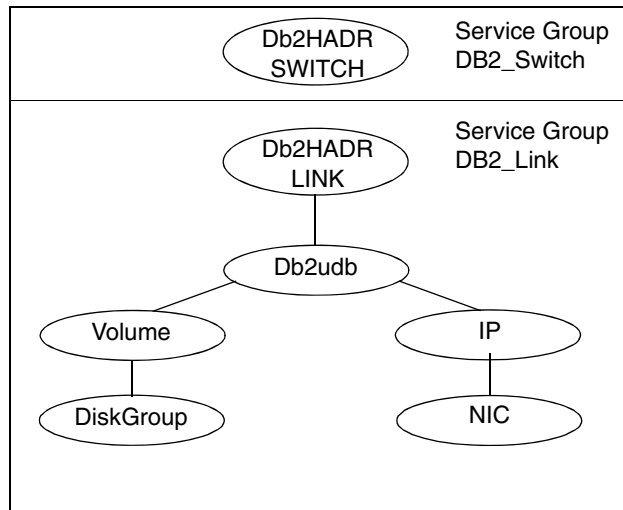 Db2HADR
SWITCH
Service Group
DB2_Switch
Db2HADR
LINK
Service Group
DB2_Link
Db2udb
Volume
IP
DiskGroup
NIC